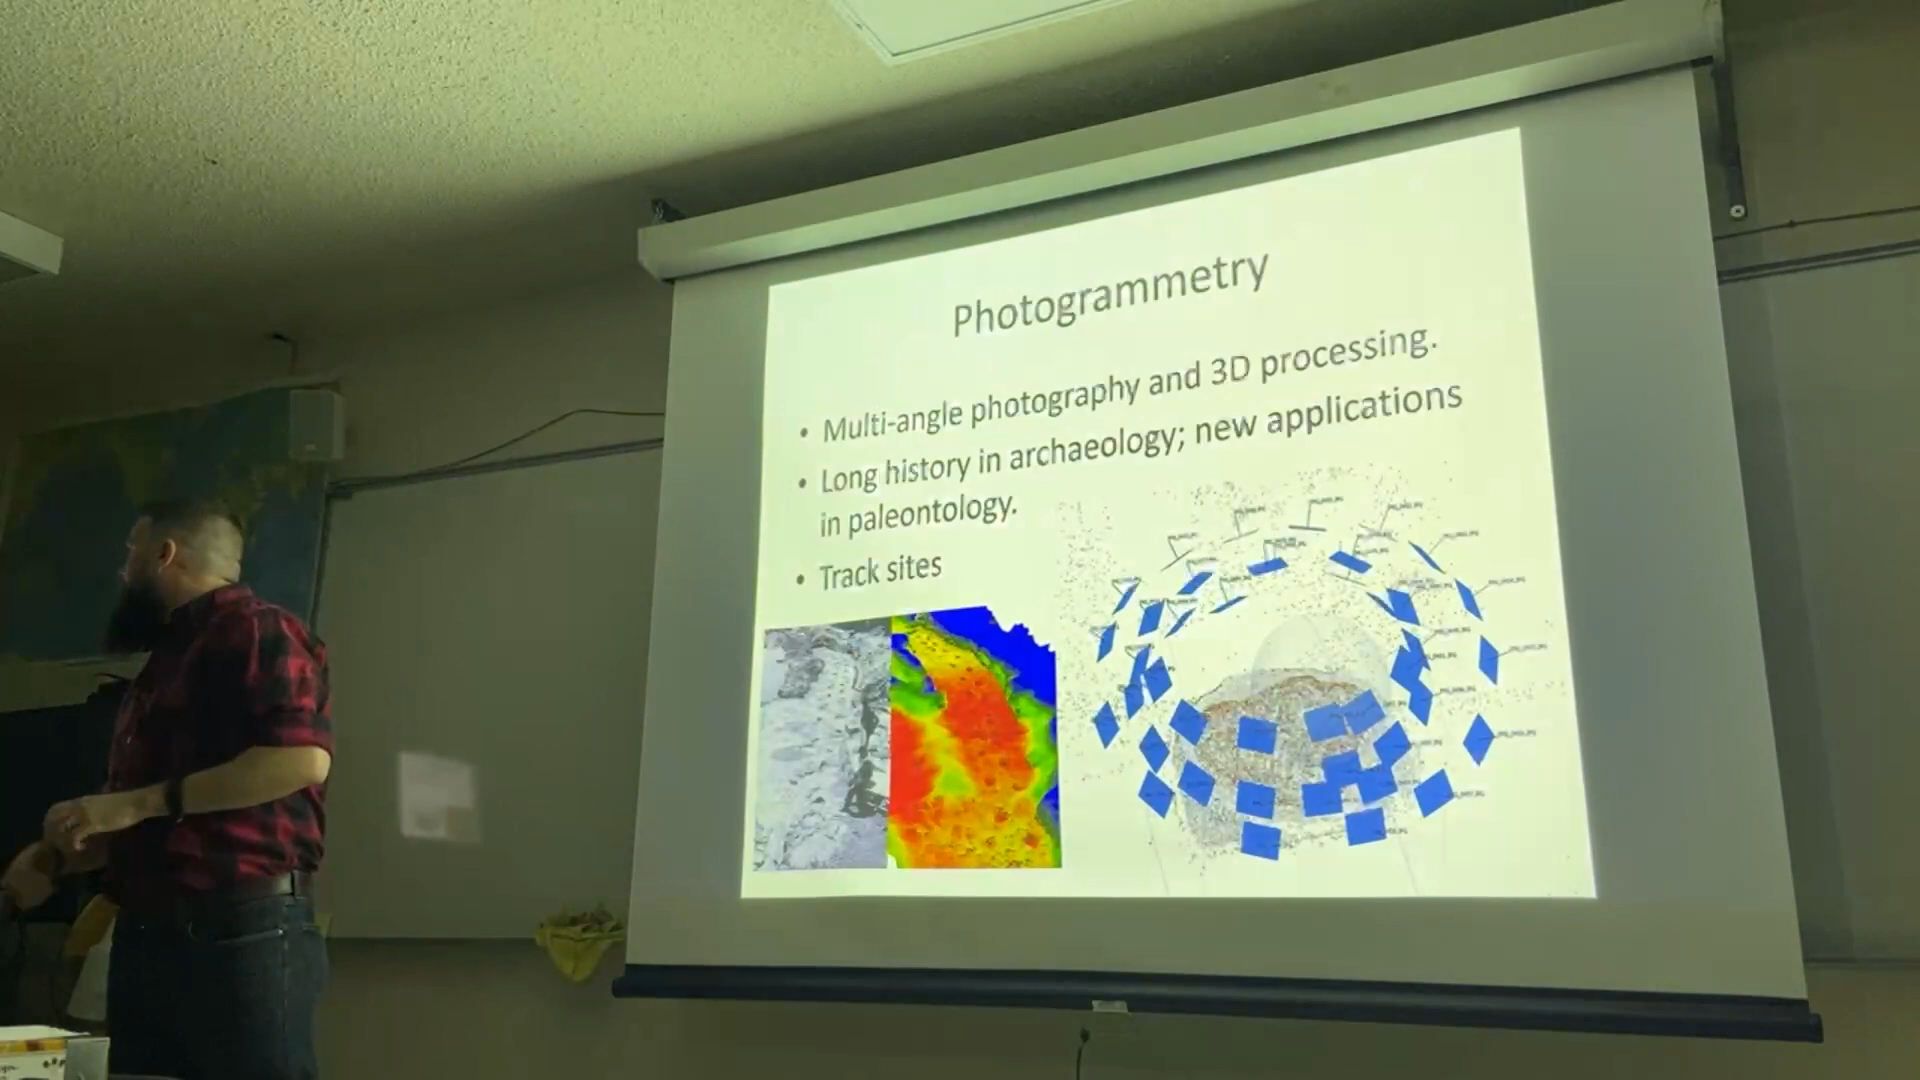 Photogrammetry
• Multi-angle photography and 3D processing.
• Long history in archaeology; new applications
in paleontology.
• Track sites